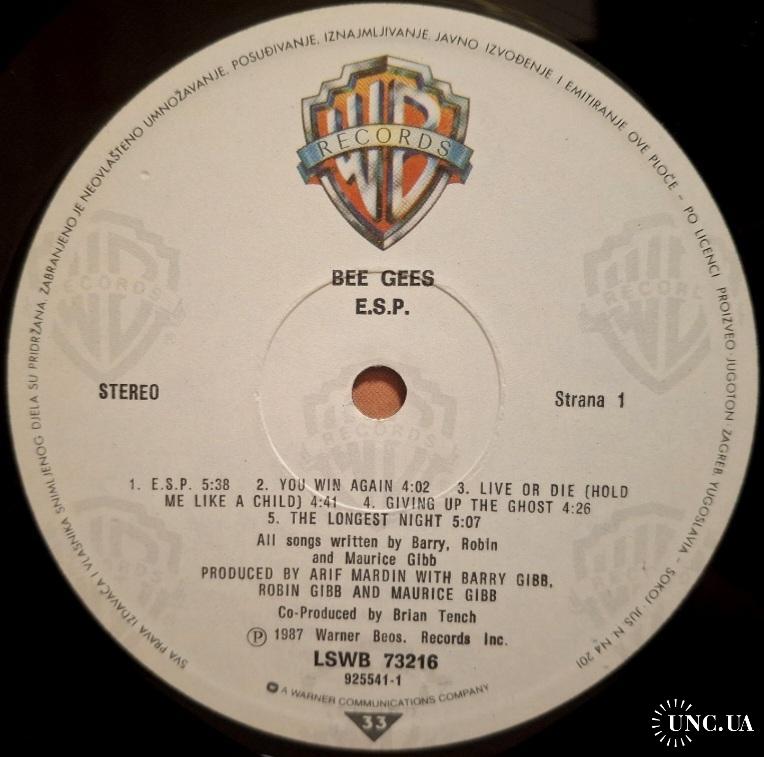 SVA PRAVA IZDAVAČA I VLASNIKA SNIMLJENOG DJELA SU PRIDRŽANA. ZABRANJENO JE NEOVLAŠTENO UMNOŽAVANJE, POSUĐIVANJE, IZNAJMLJIVANJE, JAVNO IZVOĐENJE I EMITIRANJE OVE PLOČE – PO LICENCI PROIZVEO · JUGOTON · ZAGREB, YUGOSLAVIA – SOKOJ JUS N. N4 201
WB
RECORDS
BEE GEES
E.S.P.
STEREO
Strana 1
1. E.S.P. 5:38 2. YOU WIN AGAIN 4:02 3. LIVE OR DIE (HOLD
ME LIKE A CHILD) 4:41 4. GIVING UP THE GHOST 4:26
5. THE LONGEST NIGHT 5:07
All songs written by Barry, Robin
and Maurice Gibb
PRODUCED BY ARIF MARDIN WITH BARRY GIBB,
ROBIN GIBB AND MAURICE GIBB
Co-Produced by Brian Tench
Ⓟ 1987 Warner Beos. Records Inc.
LSWB 73216
925541-1
A WARNER COMMUNICATIONS COMPANY
33
UNC.UA